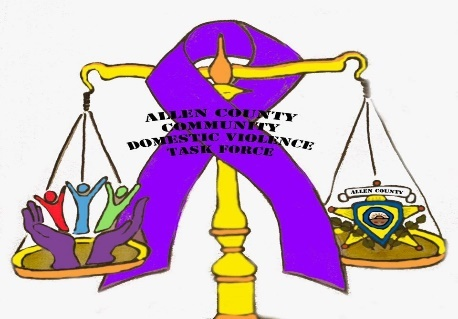 ALLEN COUNTY
COMMUNITY
DOMESTIC VIOLENCE
TASK FORCE
ALLEN COUNTY